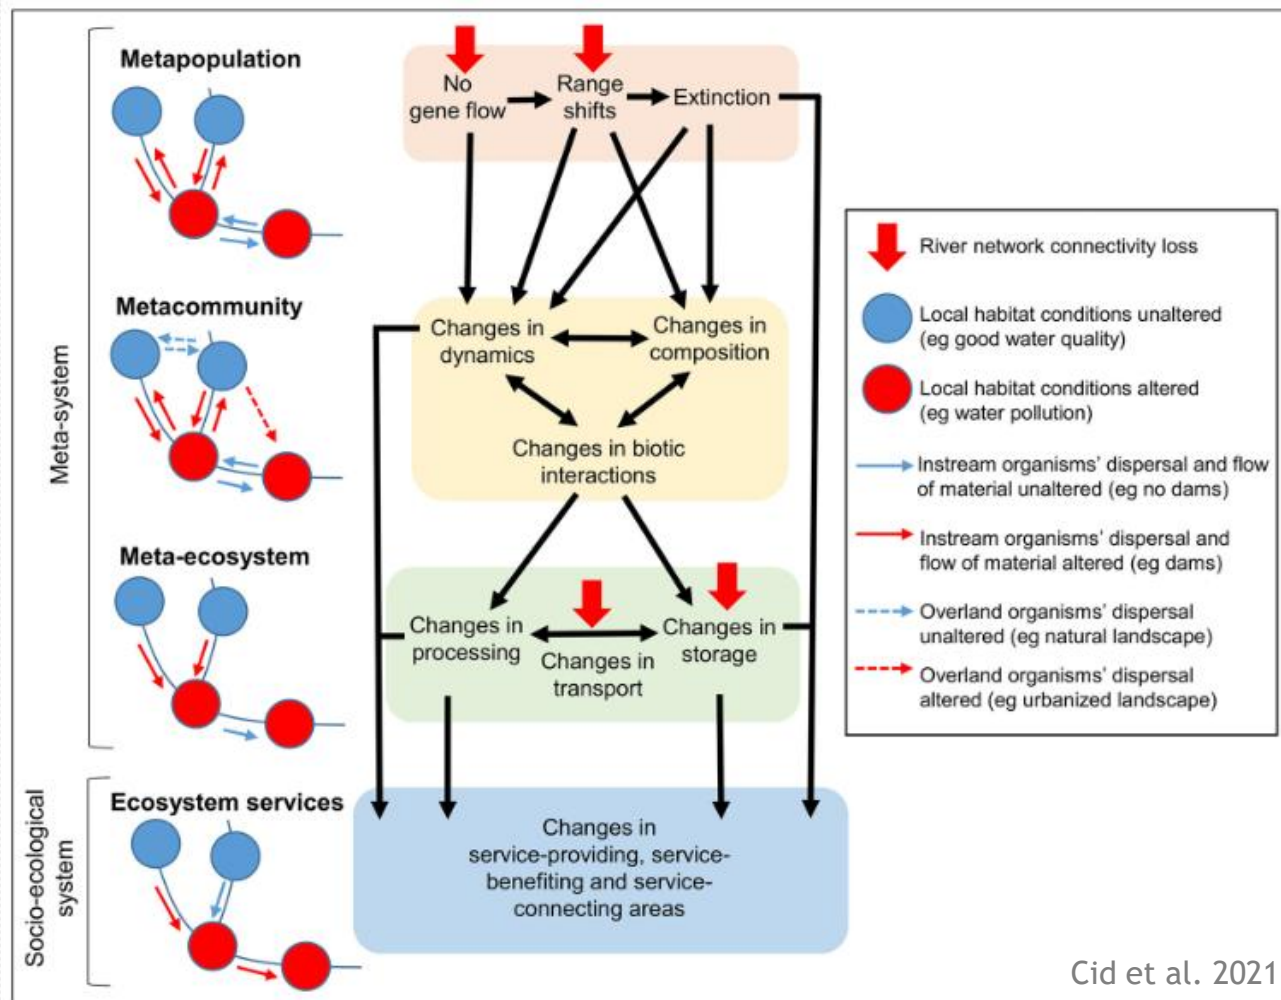 Meta-system
Socio-ecological
system
Metapopulation
Metacommunity
Meta-ecosystem
Ecosystem services
No
gene flow
Range
shifts
Extinction
Changes in
dynamics
Changes in
composition
Changes in biotic
interactions
Changes in
processing
Changes in
transport
Changes in
storage
Changes in
service-providing, service-
benefiting and service-
connecting areas
River network connectivity loss
Local habitat conditions unaltered
(eg good water quality)
Local habitat conditions altered
(eg water pollution)
Instream organisms' dispersal and flow
of material unaltered (eg no dams)
Instream organisms' dispersal and
flow of material altered (eg dams)
Overland organisms' dispersal
unaltered (eg natural landscape)
Overland organisms' dispersal
altered (eg urbanized landscape)
Cid et al. 2021